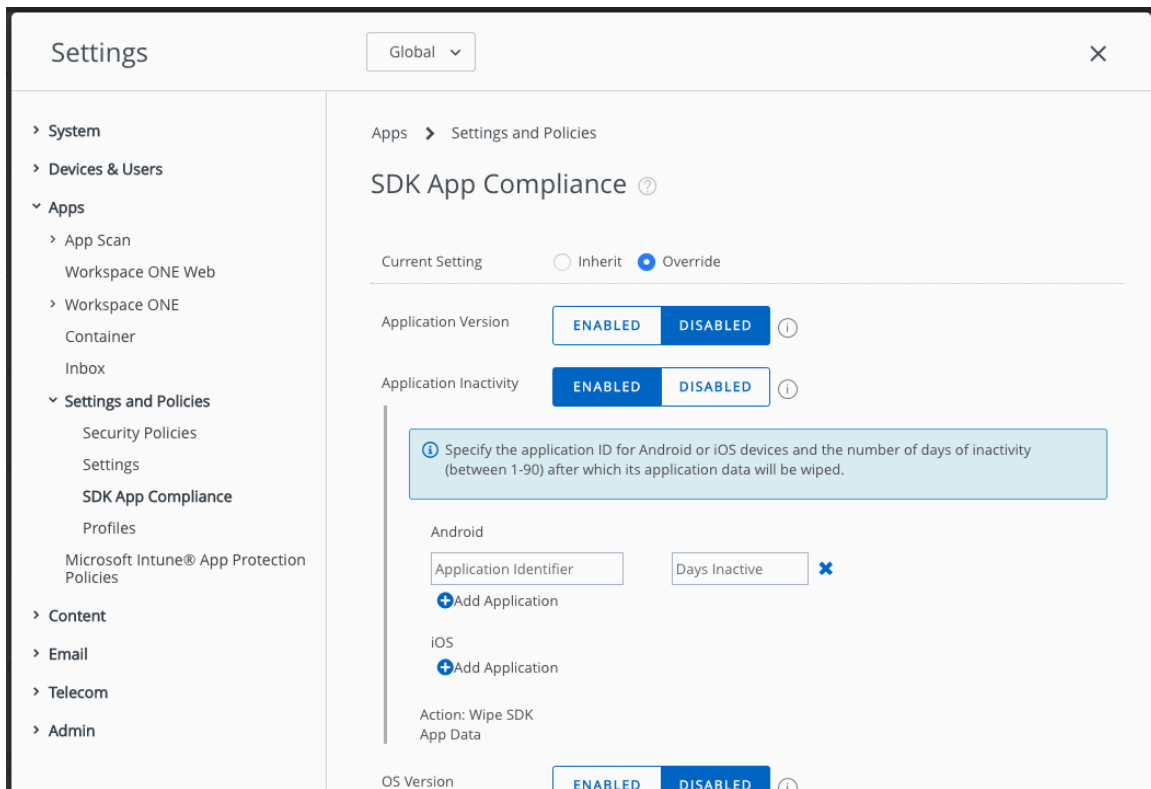 Settings
Global
System
Devices & Users
Apps
App Scan
Workspace ONE Web
Workspace ONE
Container
Inbox
Settings and Policies
Security Policies
Settings
SDK App Compliance
Profiles
Microsoft Intune® App Protection
Policies
Content
Email
Telecom
Admin
Apps > Settings and Policies
SDK App Compliance
Current Setting Inherit Override
Application Version ENABLED DISABLED
Application Inactivity ENABLED DISABLED
Specify the application ID for Android or iOS devices and the number of days of inactivity
(between 1-90) after which its application data will be wiped.
Android
Application Identifier Days Inactive
Add Application
iOS
Add Application
Action: Wipe SDK
App Data
OS Version ENABLED DISABLED